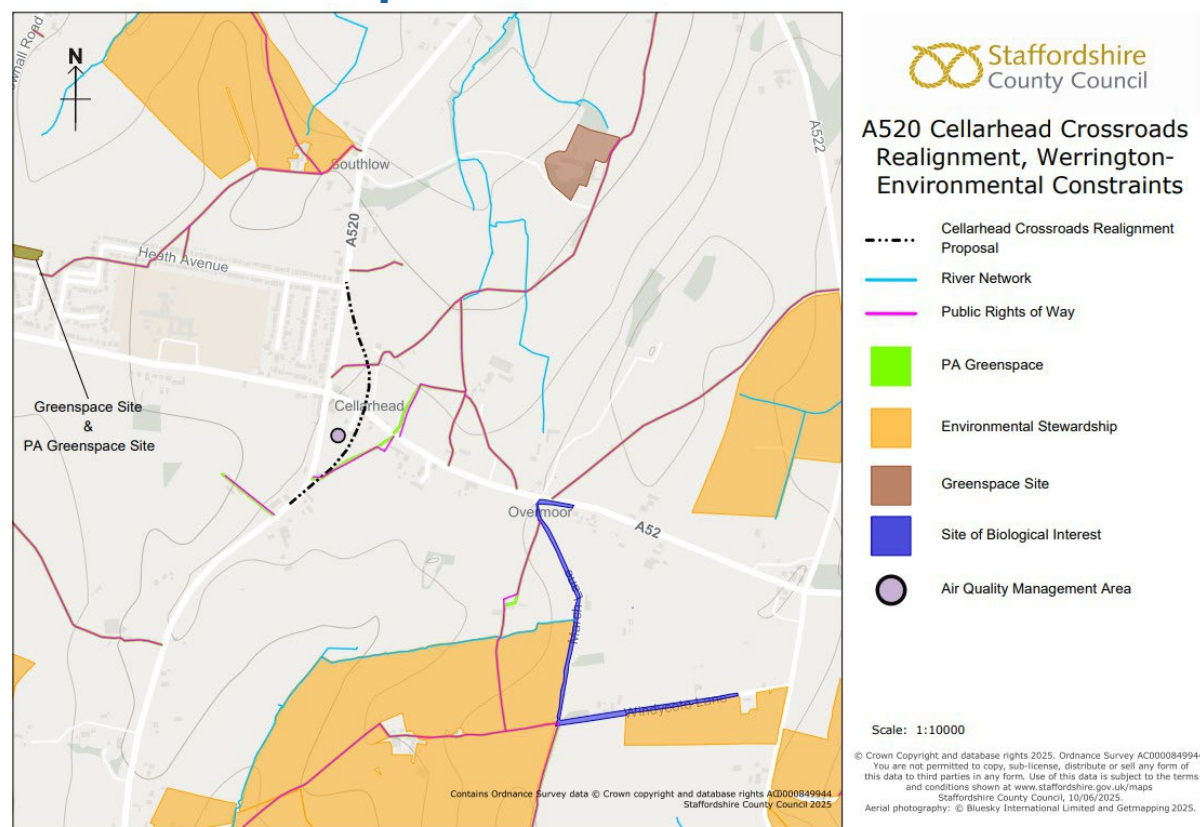 Staffordshire
County Council
A520 Cellarhead Crossroads
Realignment, Werrington-
Environmental Constraints
Cellarhead Crossroads Realignment
Proposal
River Network
Public Rights of Way
PA Greenspace
Environmental Stewardship
Greenspace Site
Site of Biological Interest
Air Quality Management Area
Scale: 1:10000
© Crown Copyright and database rights 2025. Ordnance Survey AC0000849944
You are not permitted to copy, sub-license, distribute or sell any form of
this data to third parties in any form. Use of this data is subject to the terms
and conditions shown at www.staffordshire.gov.uk/maps
Staffordshire County Council, 10/06/2025.
Aerial photography: © Bluesky International Limited and Getmapping 2025.
N
Road
A522
Southlow
A520
Heath Avenue
Greenspace Site
&
PA Greenspace Site
Cellarhead
Overmoor
A52
Lane
Windycote Lane
Contains Ordnance Survey data © Crown copyright and database rights AC0000849944
Staffordshire County Council 2025